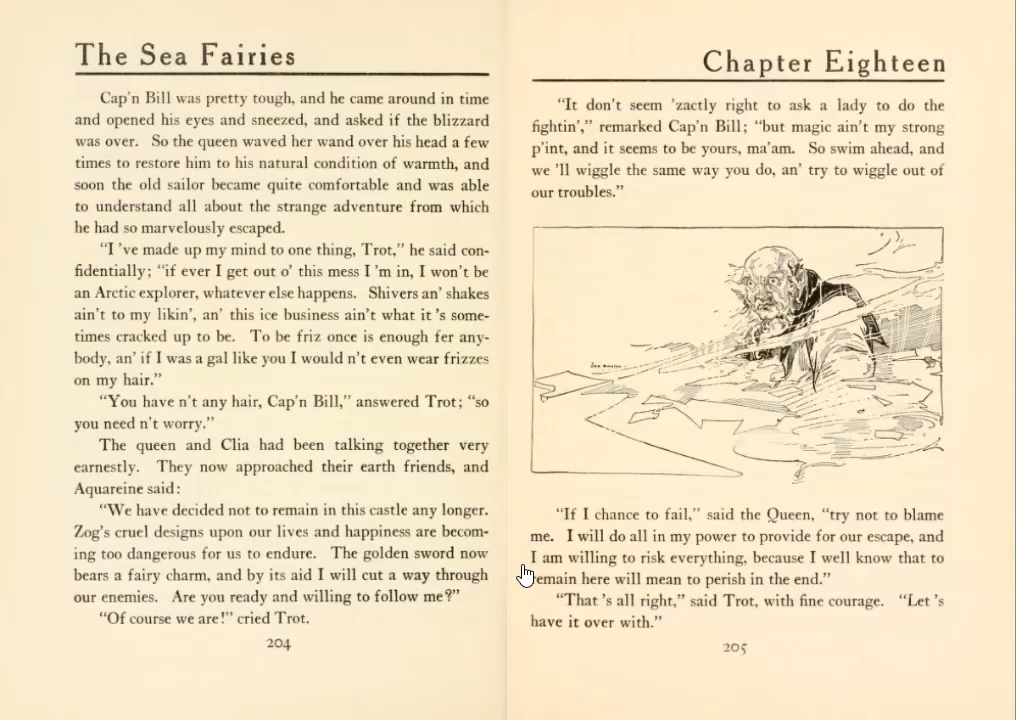 The Sea Fairies
Cap'n Bill was pretty tough, and he came around in time
and opened his eyes and sneezed, and asked if the blizzard
was over. So the queen waved her wand over his head a few
times to restore him to his natural condition of warmth, and
soon the old sailor became quite comfortable and was able
to understand all about the strange adventure from which
he had so marvelously escaped.
"I 've made up my mind to one thing, Trot," he said con-
fidentially; "if ever I get out o' this mess I 'm in, I won't be
an Arctic explorer, whatever else happens. Shivers an' shakes
ain't to my likin', an' this ice business ain't what it 's some-
times cracked up to be. To be friz once is enough fer any-
body, an' if I was a gal like you I would n't even wear frizzes
on my hair."
"You have n't any hair, Cap'n Bill," answered Trot; "so
you need n't worry."
The queen and Clia had been talking together very
earnestly. They now approached their earth friends, and
Aquareine said:
"We have decided not to remain in this castle any longer.
Zog's cruel designs upon our lives and happiness are becom-
ing too dangerous for us to endure. The golden sword now
bears a fairy charm, and by its aid I will cut a way through
our enemies. Are you ready and willing to follow me?"
"Of course we are!" cried Trot.
204
Chapter Eighteen
"It don't seem 'zactly right to ask a lady to do the
fightin'," remarked Cap'n Bill; "but magic ain't my strong
p'int, and it seems to be yours, ma'am. So swim ahead, and
we 'll wiggle the same way you do, an' try to wiggle out of
our troubles."
"If I chance to fail," said the Queen, "try not to blame
me. I will do all in my power to provide for our escape, and
I am willing to risk everything, because I well know that to
remain here will mean to perish in the end."
"That 's all right," said Trot, with fine courage. "Let 's
have it over with."
205